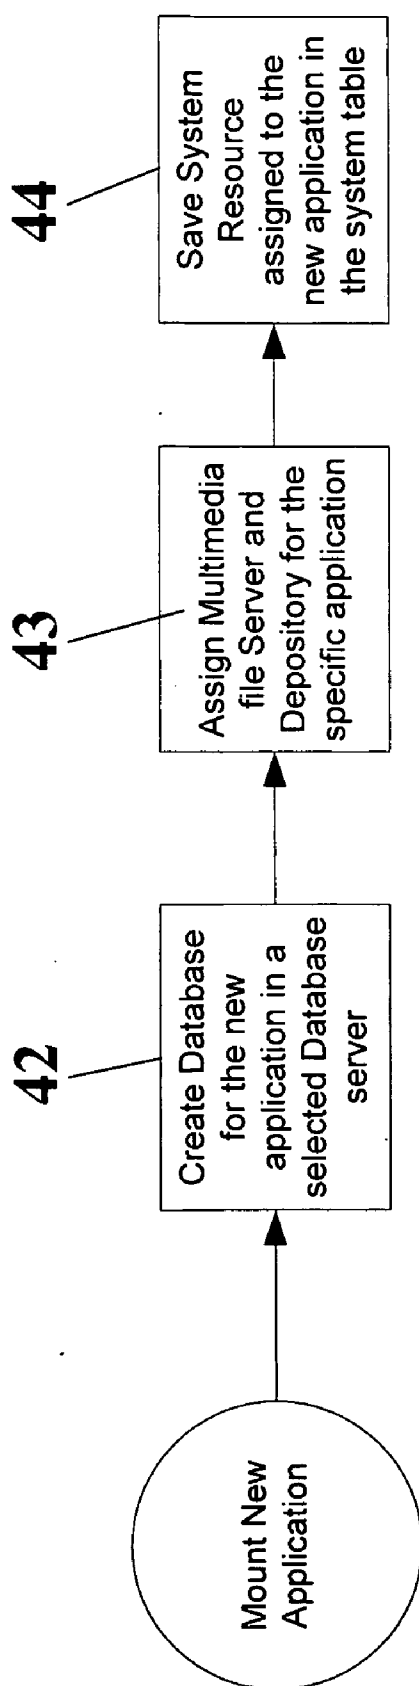 Mount New
Application
42
Create Database
for the new
application in a
selected Database
server
43
Assign Multimedia
file Server and
Depository for the
specific application
44
Save System
Resource
assigned to the
new application in
the system table